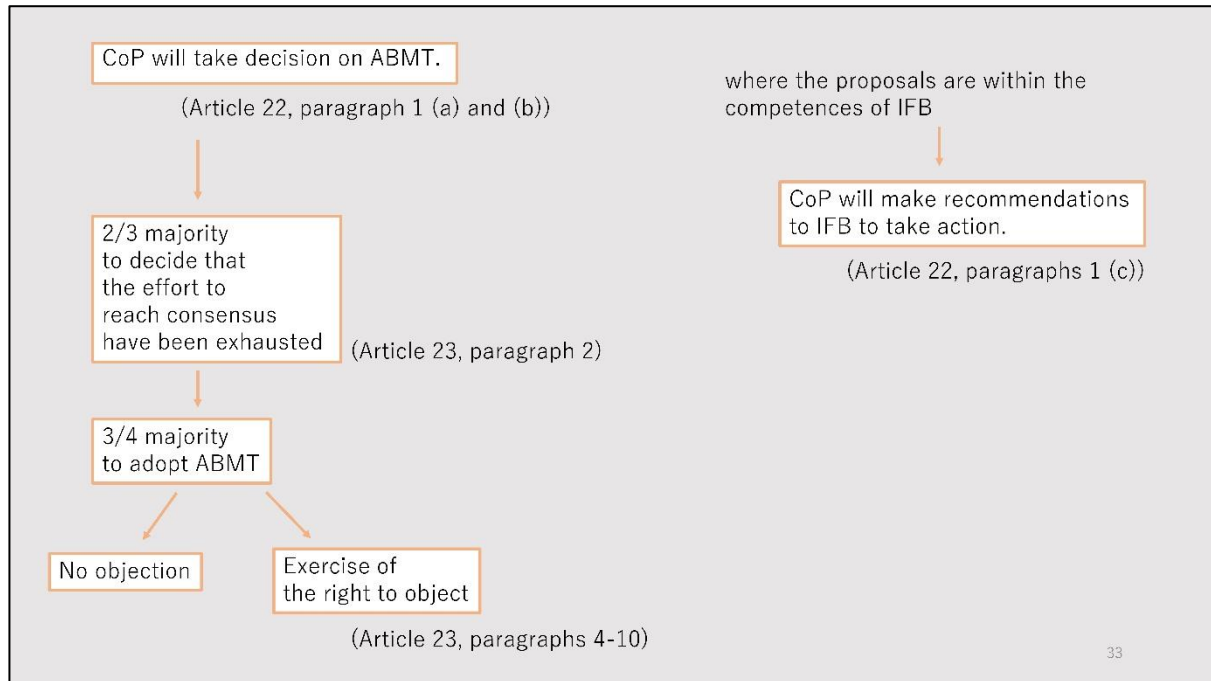 CoP will take decision on ABMT.
(Article 22, paragraph 1 (a) and (b))
2/3 majority
to decide that
the effort to
reach consensus
have been exhausted
(Article 23, paragraph 2)
3/4 majority
to adopt ABMT
No objection
Exercise of
the right to object
(Article 23, paragraphs 4-10)
where the proposals are within the
competences of IFB
CoP will make recommendations
to IFB to take action.
(Article 22, paragraphs 1 (c))
33